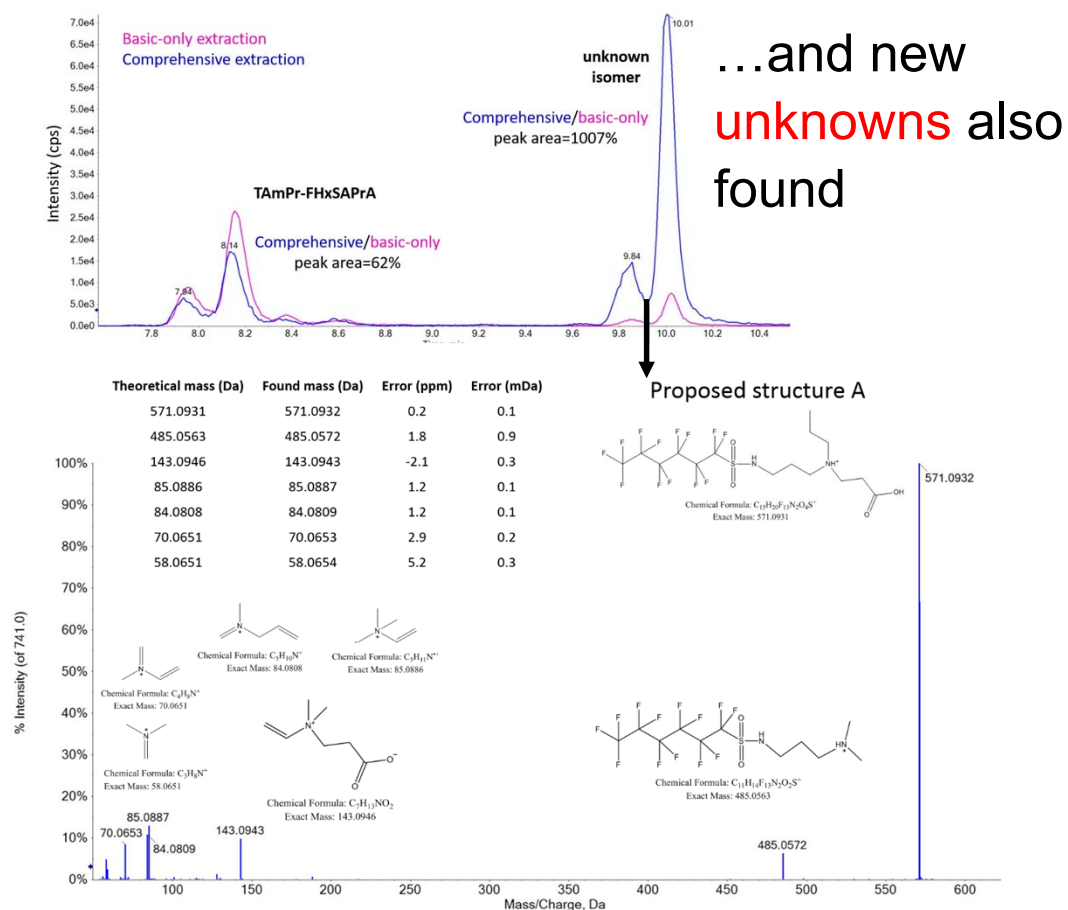 7.0e4
6.5e4
6.0e4
5.5e4
5.0e4
4.5e4
4.0e4
3.5e4
3.0e4
2.5e4
2.0e4
1.5e4
1.0e4
5.0e3
0.0e0
Intensity (cps)
Basic-only extraction
Comprehensive extraction
TAmPr-FHxSAPrA
Comprehensive/basic-only
peak area=62%
7.94
8.14
unknown
isomer
Comprehensive/basic-only
peak area=1007%
9.84
10.01
7.8 8.0 8.2 8.4 8.6 8.8 9.0 9.2 9.4 9.6 9.8 10.0 10.2 10.4
…and new
unknowns also
found
Theoretical mass (Da) Found mass (Da) Error (ppm) Error (mDa)
571.0931 571.0932 0.2 0.1
485.0563 485.0572 1.8 0.9
143.0946 143.0943 -2.1 0.3
85.0886 85.0887 1.2 0.1
84.0808 84.0809 1.2 0.1
70.0651 70.0653 2.9 0.2
58.0651 58.0654 5.2 0.3
Proposed structure A
F F F F F F F F F F F F F
S O O H N NH+ O OH
Chemical Formula: C15H20F13N2O4S+
Exact Mass: 571.0931
100%
90%
80%
70%
60%
50%
40%
30%
20%
10%
0%
% Intensity (of 741.0)
571.0932
N+
Chemical Formula: C5H10N+
Exact Mass: 84.0808
N+
Chemical Formula: C5H11N+•
Exact Mass: 85.0886
N+
Chemical Formula: C4H8N+
Exact Mass: 70.0651
N+
Chemical Formula: C3H8N+
Exact Mass: 58.0651
N+ O O-
Chemical Formula: C7H13NO2
Exact Mass: 143.0946
F F F F F F F F F F F F F
S O O H N HN+
Chemical Formula: C11H14F13N2O2S+
Exact Mass: 485.0563
70.0653
85.0887
84.0809
143.0943
485.0572
100 150 200 250 300 350 400 450 500 550 600
Mass/Charge, Da